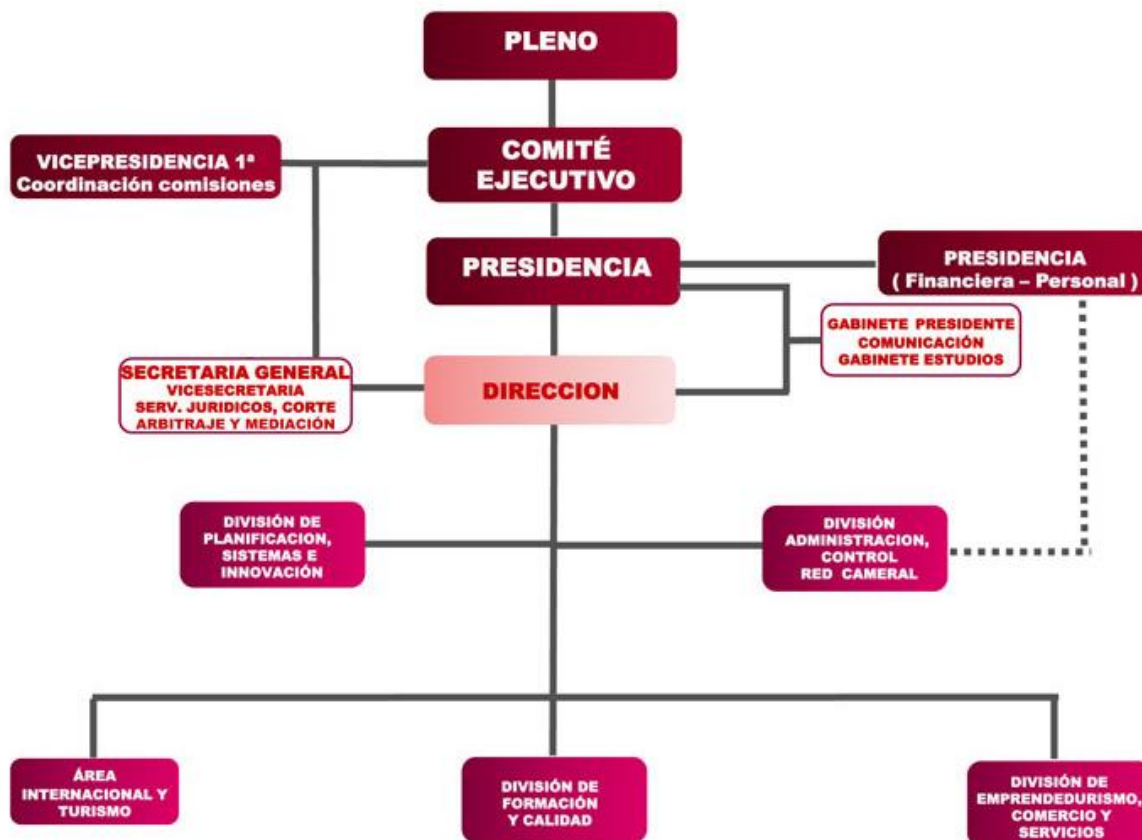 PLENO
VICEPRESIDENCIA 1ª
Coordinación comisiones
COMITÉ
EJECUTIVO
PRESIDENCIA
PRESIDENCIA
( Financiera – Personal )
GABINETE PRESIDENTE
COMUNICACIÓN
GABINETE ESTUDIOS
SECRETARIA GENERAL
VICESECRETARIA
SERV. JURIDICOS, CORTE
ARBITRAJE Y MEDIACIÓN
DIRECCION
DIVISIÓN DE
PLANIFICACION,
SISTEMAS E
INNOVACIÓN
DIVISIÓN
ADMINISTRACION,
CONTROL
RED CAMERAL
ÁREA
INTERNACIONAL Y
TURISMO
DIVISIÓN DE
FORMACIÓN
Y CALIDAD
DIVISIÓN DE
EMPRENDEDURISMO,
COMERCIO Y
SERVICIOS